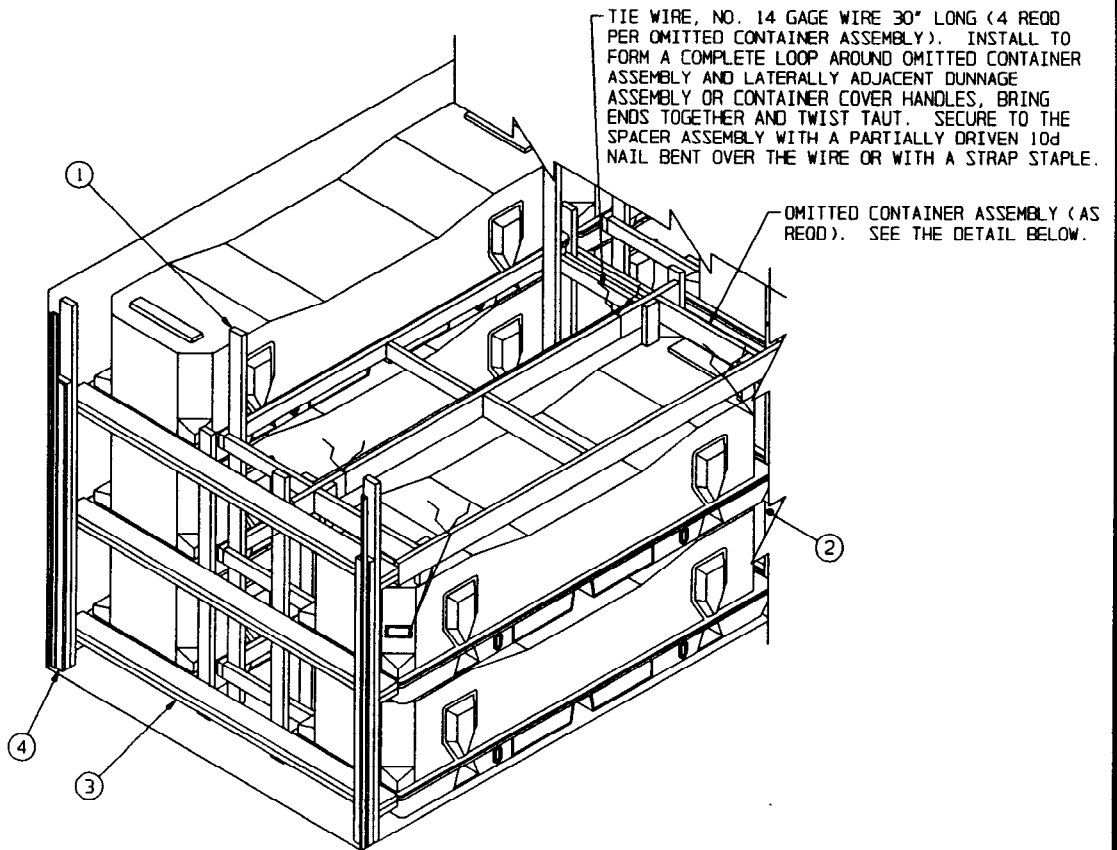 TIE WIRE, NO. 14 GAGE WIRE 30" LONG (4 REQD
PER OMITTED CONTAINER ASSEMBLY). INSTALL TO
FORM A COMPLETE LOOP AROUND OMITTED CONTAINER
ASSEMBLY AND LATERALLY ADJACENT DUNNAGE
ASSEMBLY OR CONTAINER COVER HANDLES, BRING
ENDS TOGETHER AND TWIST TAUT. SECURE TO THE
SPACER ASSEMBLY WITH A PARTIALLY DRIVEN 10d
NAIL BENT OVER THE WIRE OR WITH A STRAP STAPLE.
OMITTED CONTAINER ASSEMBLY (AS
REQD). SEE THE DETAIL BELOW.
1
2
4
3